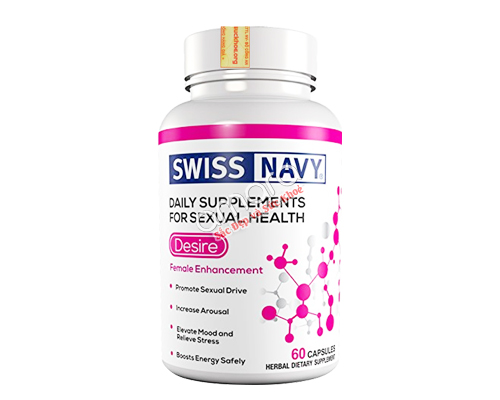 SWISS NAVY®
DAILY SUPPLEMENTS
FOR SEXUAL HEALTH
Desire
Female Enhancement
• Promote Sexual Drive
• Increase Arousal
• Elevate Mood and
Relieve Stress
• Boosts Energy Safely
60 CAPSULES
HERBAL DIETARY SUPPLEMENT